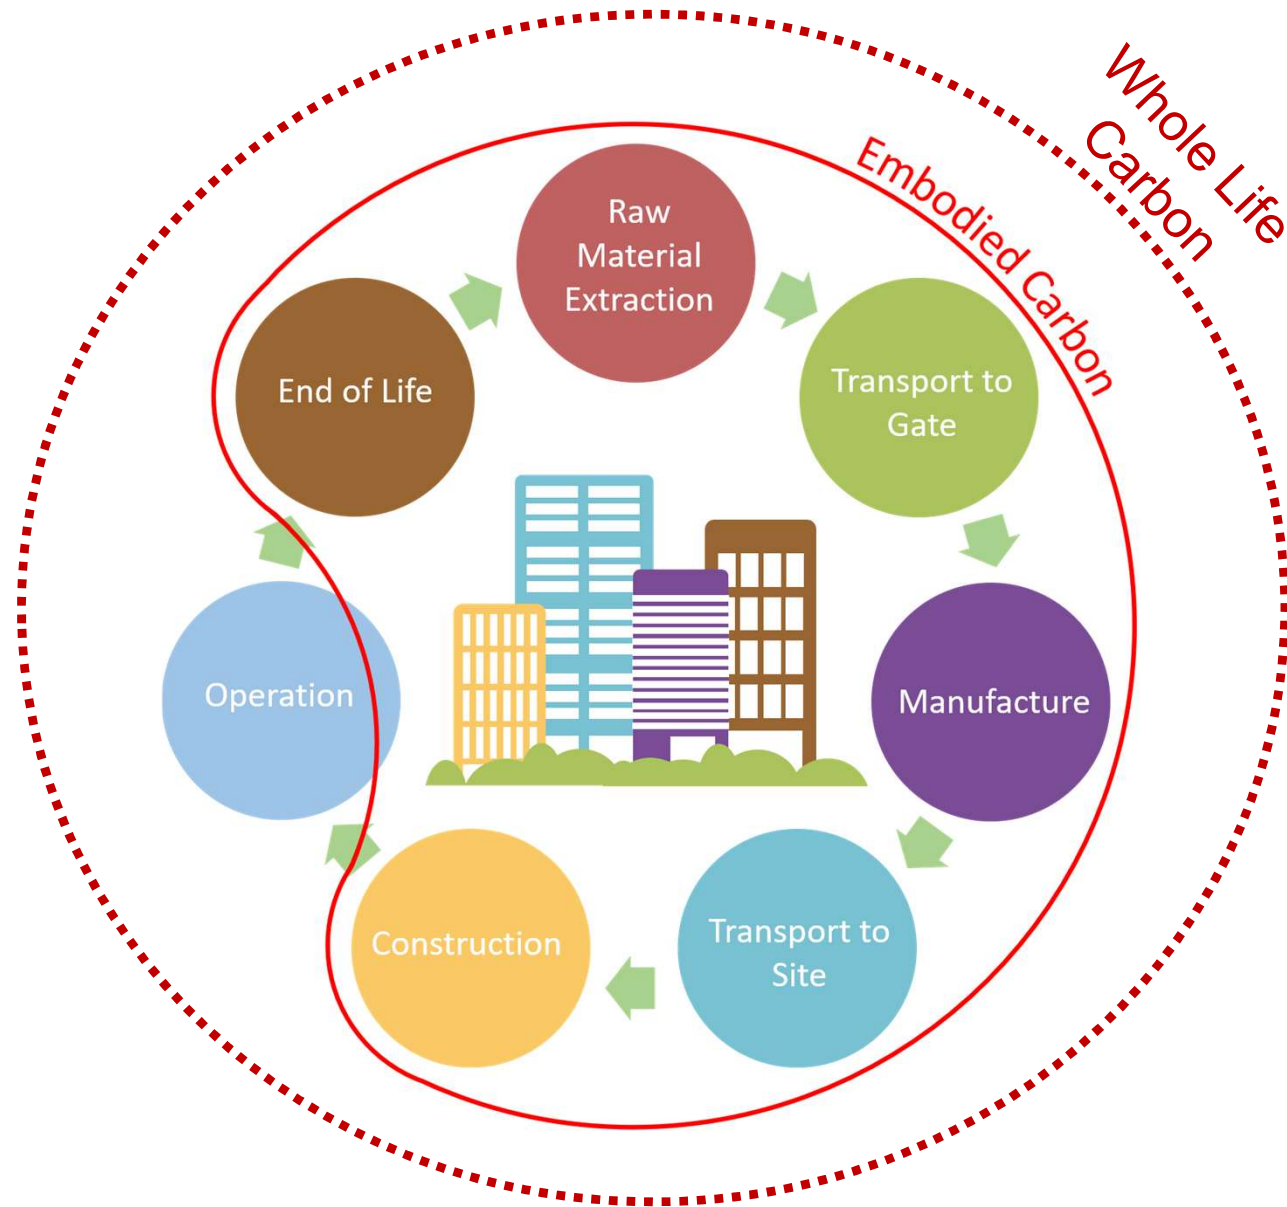 Whole Life
Carbon
Embodied Carbon
Raw
Material
Extraction
Transport to
Gate
Manufacture
Transport to
Site
Construction
Operation
End of Life